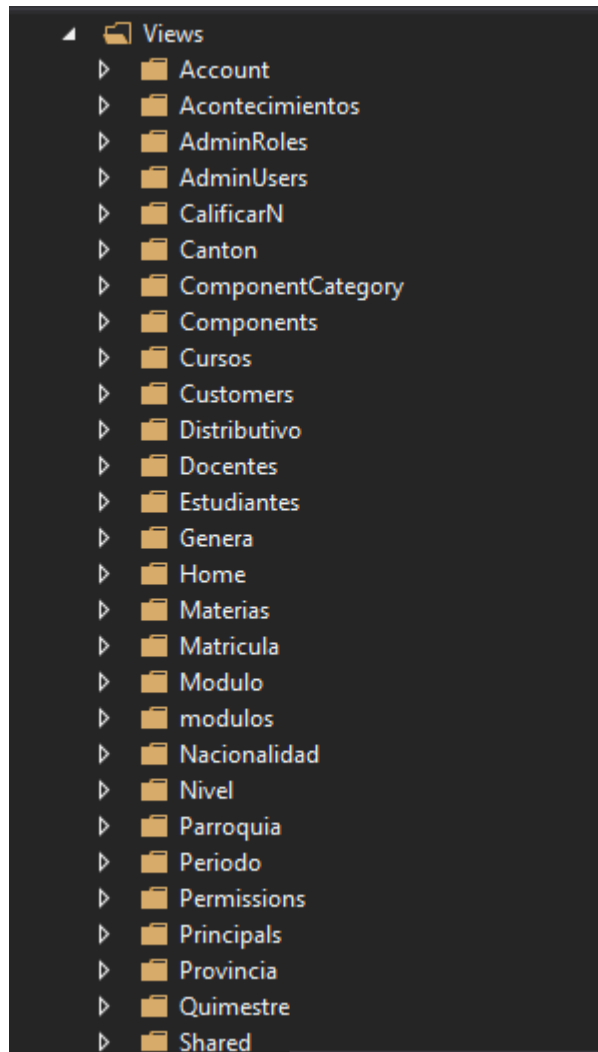 Views
Account
Acontecimientos
AdminRoles
AdminUsers
CalificarN
Canton
ComponentCategory
Components
Cursos
Customers
Distributivo
Docentes
Estudiantes
Genera
Home
Materias
Matricula
Modulo
modulos
Nacionalidad
Nivel
Parroquia
Periodo
Permissions
Principals
Provincia
Quimestre
Shared